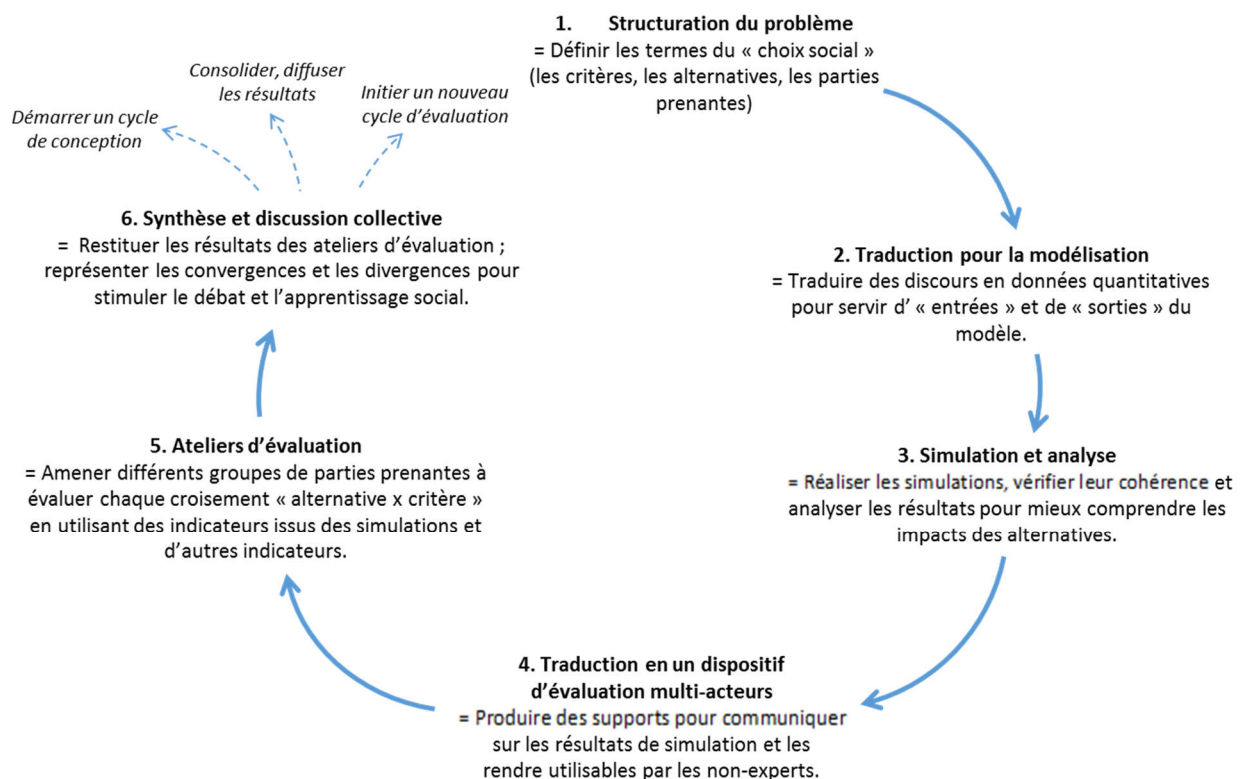 1. Structuration du problème
= Définir les termes du « choix social »
(les critères, les alternatives, les parties
prenantes)
2. Traduction pour la modélisation
= Traduire des discours en données quantitatives
pour servir d’ « entrées » et de « sorties » du
modèle.
3. Simulation et analyse
= Réaliser les simulations, vérifier leur cohérence et
analyser les résultats pour mieux comprendre les
impacts des alternatives.
4. Traduction en un dispositif
d’évaluation multi-acteurs
= Produire des supports pour communiquer
sur les résultats de simulation et les
rendre utilisables par les non-experts.
5. Ateliers d’évaluation
= Amener différents groupes de parties prenantes à
évaluer chaque croisement « alternative x critère »
en utilisant des indicateurs issus des simulations et
d’autres indicateurs.
6. Synthèse et discussion collective
= Restituer les résultats des ateliers d’évaluation ;
représenter les convergences et les divergences pour
stimuler le débat et l’apprentissage social.
Démarrer un cycle
de conception
Consolider, diffuser
les résultats
Initier un nouveau
cycle d’évaluation